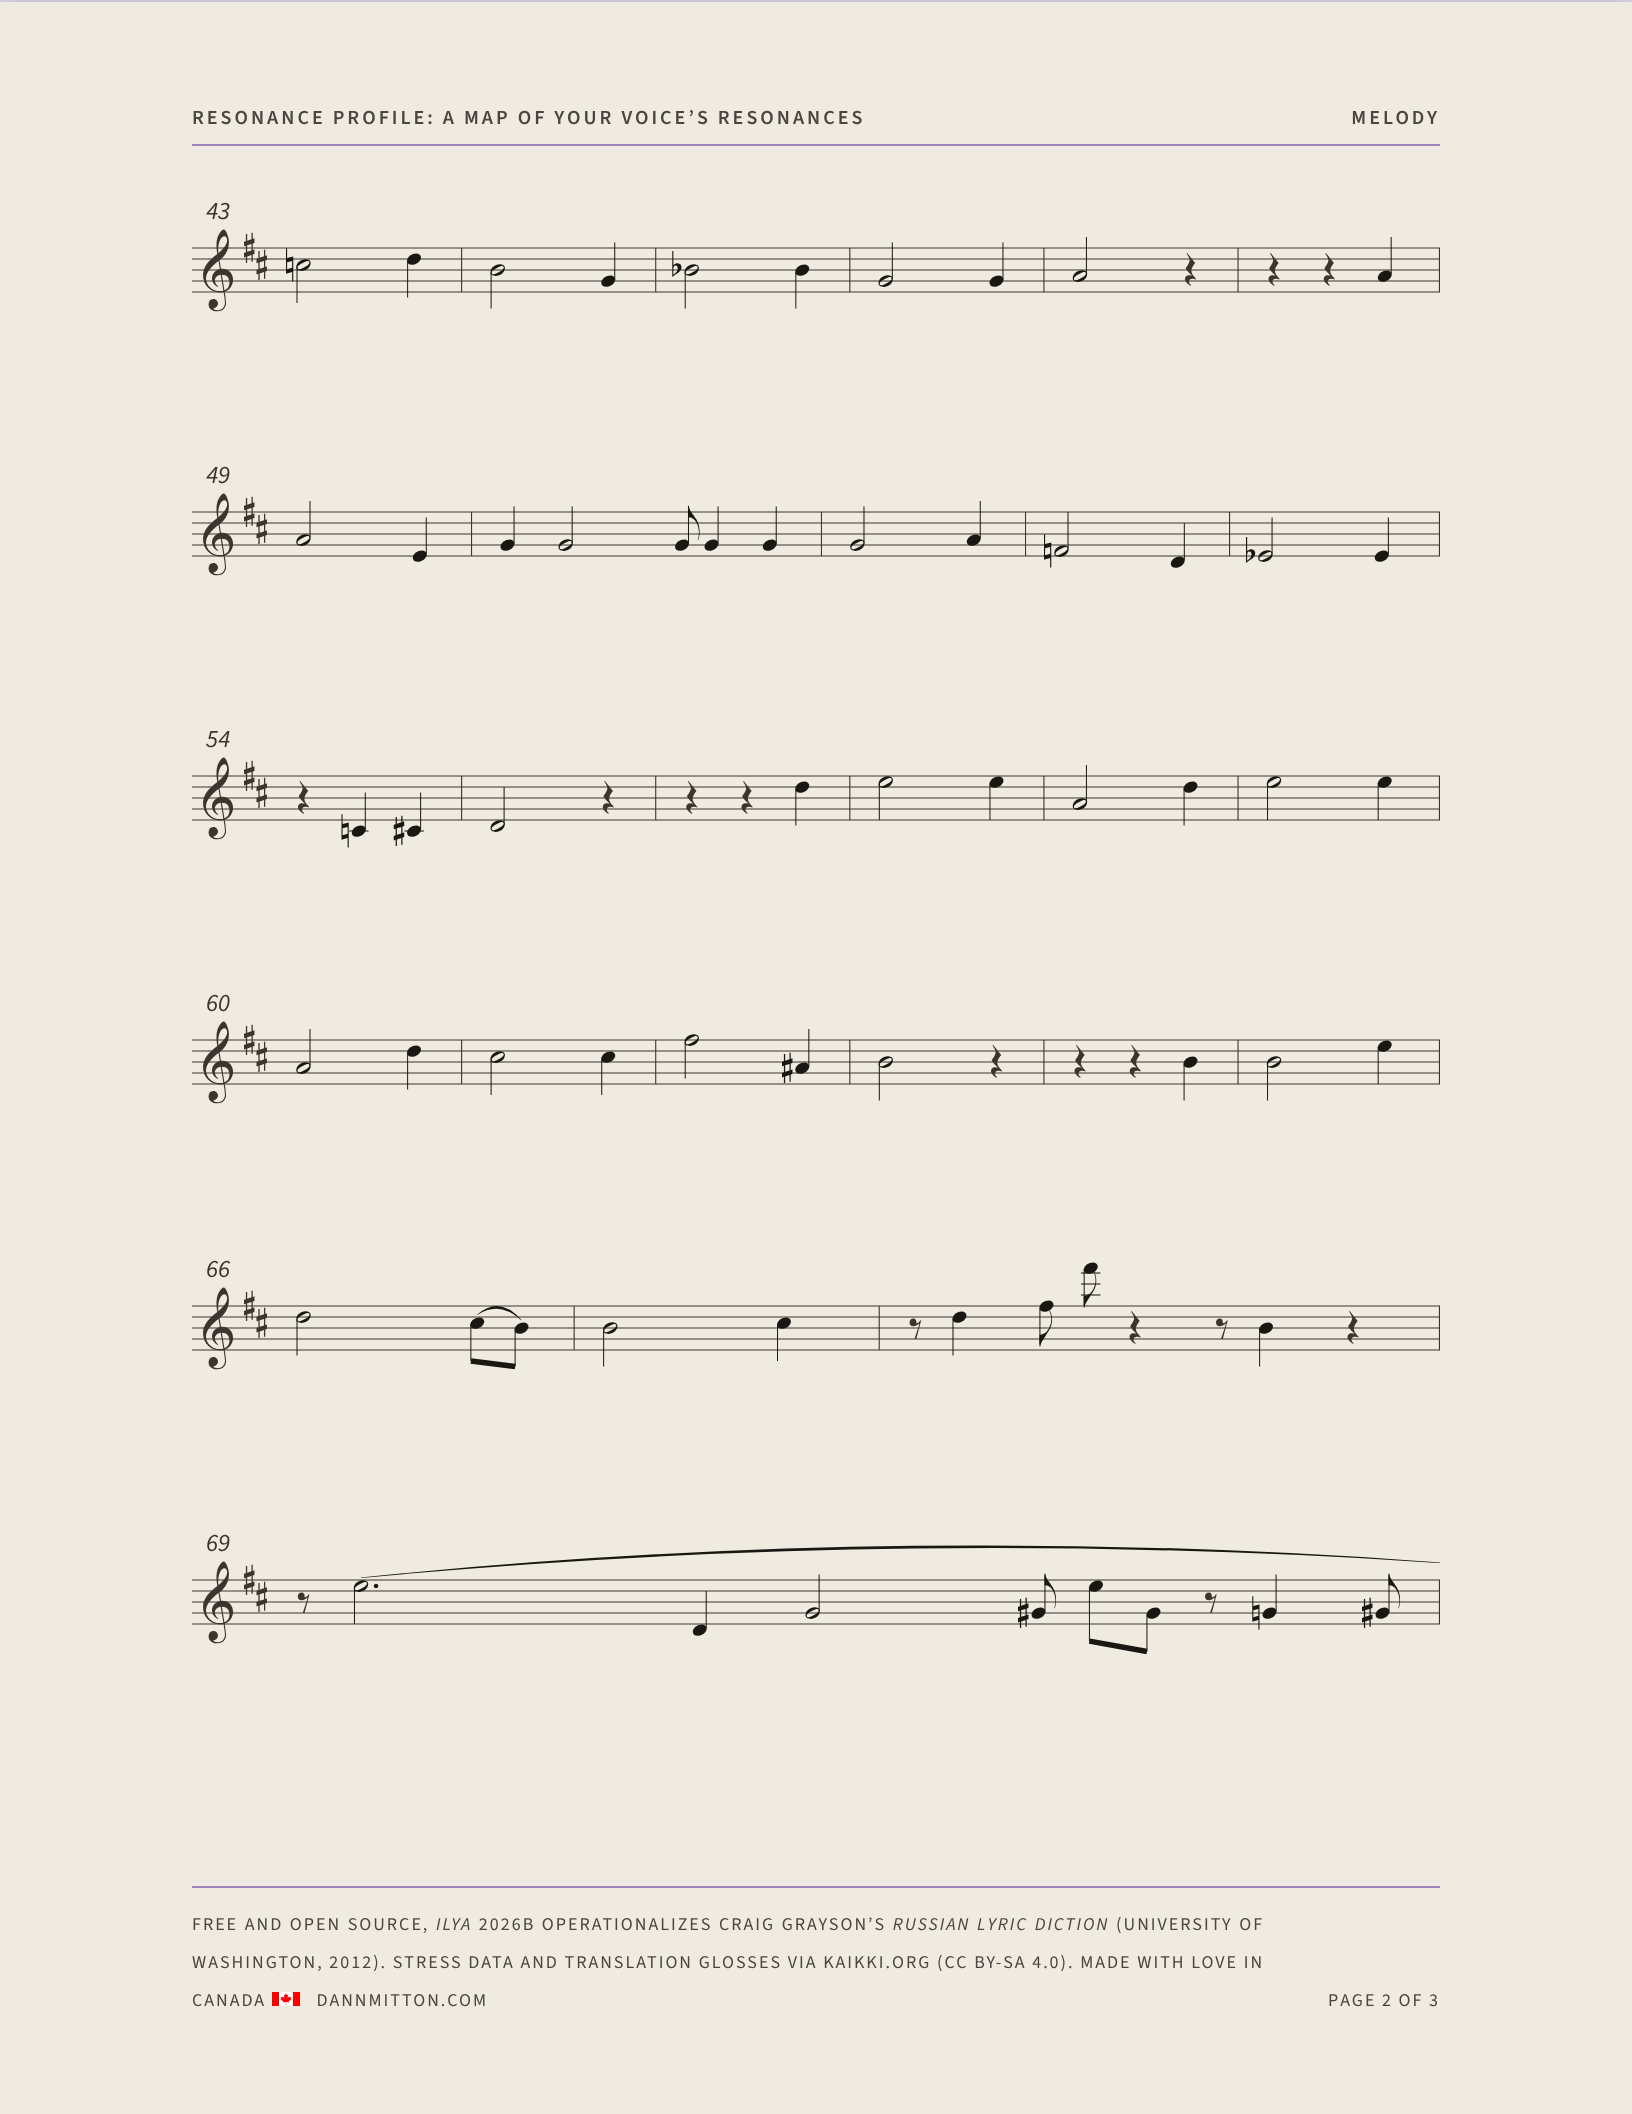 RESONANCE PROFILE: A MAP OF YOUR VOICE’S RESONANCES
MELODY
43
49
54
60
66
69
FREE AND OPEN SOURCE, ILYA 2026B OPERATIONALIZES CRAIG GRAYSON’S RUSSIAN LYRIC DICTION (UNIVERSITY OF
WASHINGTON, 2012). STRESS DATA AND TRANSLATION GLOSSES VIA KAIKKI.ORG (CC BY-SA 4.0). MADE WITH LOVE IN
CANADA 🇨🇦 DANNMITTON.COM
PAGE 2 OF 3